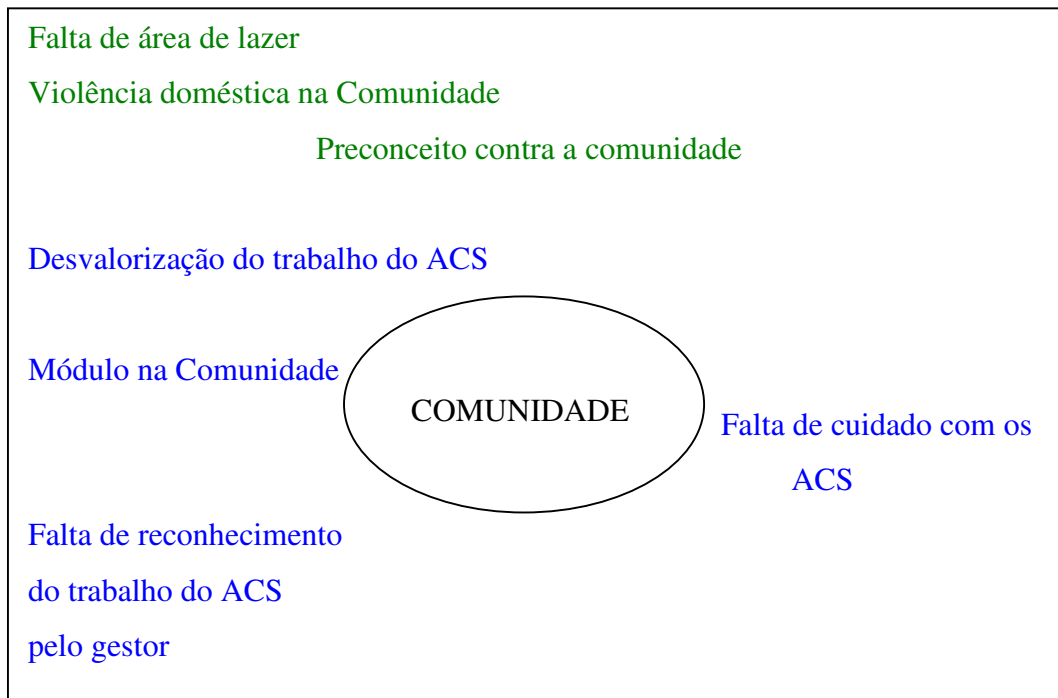 Falta de área de lazer
Violência doméstica na Comunidade
Preconceito contra a comunidade
Desvalorização do trabalho do ACS
Módulo na Comunidade
COMUNIDADE
Falta de cuidado com os
ACS
Falta de reconhecimento
do trabalho do ACS
pelo gestor